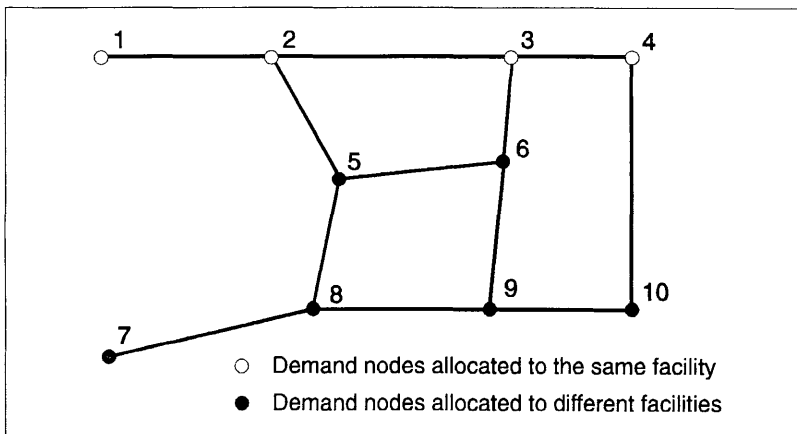 1 2 3 4
5 6
8 9 10
7
Demand nodes allocated to the same facility
Demand nodes allocated to different facilities